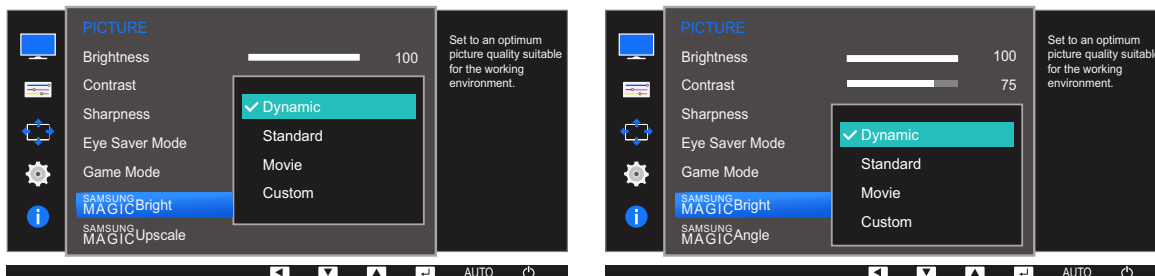 PICTURE
Brightness 100
Contrast
Sharpness
Eye Saver Mode
Game Mode
SAMSUNG
MAGICBright
SAMSUNG
MAGICUpscale
Dynamic
Standard
Movie
Custom
Set to an optimum
picture quality suitable
for the working
environment.
AUTO
PICTURE
Brightness 100
Contrast 75
Sharpness
Eye Saver Mode
Game Mode
SAMSUNG
MAGICBright
SAMSUNG
MAGICAngle
Dynamic
Standard
Movie
Custom
Set to an optimum
picture quality suitabl
for the working
environment.
AUTO